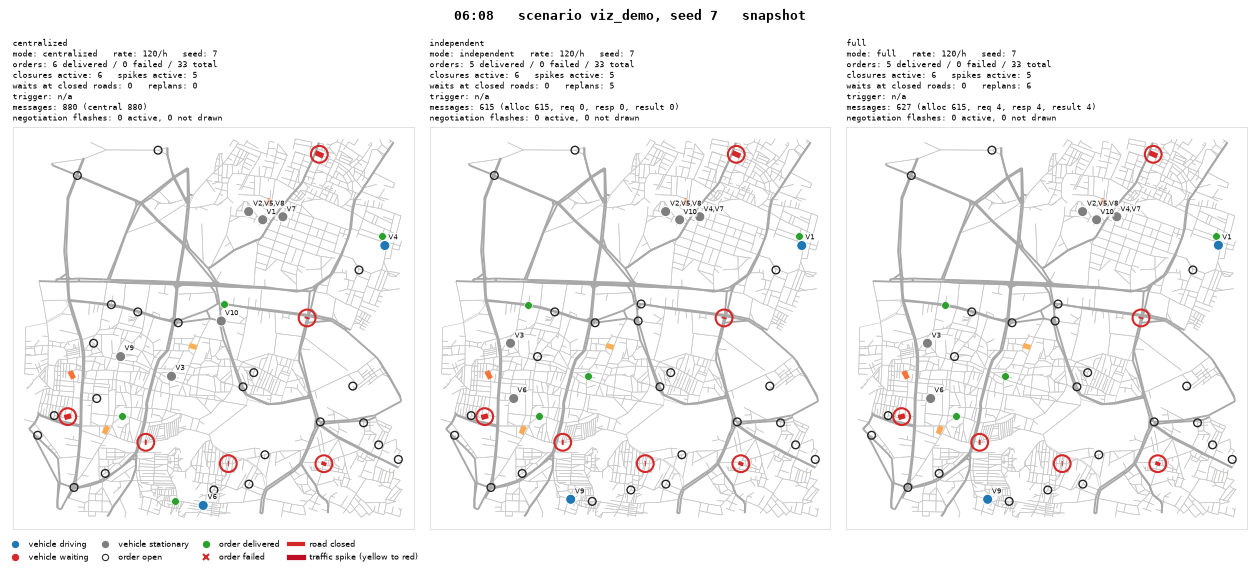 06:08   scenario viz_demo, seed 7   snapshot
centralized
mode: centralized   rate: 120/h   seed: 7
orders: 6 delivered / 0 failed / 33 total
closures active: 6   spikes active: 5
waits at closed roads: 0   replans: 0
trigger: n/a
messages: 880 (central 880)
negotiation flashes: 0 active, 0 not drawn
V2,V5,V8
V7
V1
V4
V10
V9
V3
V6
independent
mode: independent   rate: 120/h   seed: 7
orders: 5 delivered / 0 failed / 33 total
closures active: 6   spikes active: 5
waits at closed roads: 0   replans: 5
trigger: n/a
messages: 615 (alloc 615, req 0, resp 0, result 0)
negotiation flashes: 0 active, 0 not drawn
V2,V5,V8
V4,V7
V10
V1
V3
V6
V9
full
mode: full   rate: 120/h   seed: 7
orders: 5 delivered / 0 failed / 33 total
closures active: 6   spikes active: 5
waits at closed roads: 0   replans: 6
trigger: n/a
messages: 627 (alloc 615, req 4, resp 4, result 4)
negotiation flashes: 0 active, 0 not drawn
V2,V5,V8
V4,V7
V10
V1
V3
V6
V9
vehicle driving
vehicle stationary
order delivered
road closed
vehicle waiting
order open
order failed
traffic spike (yellow to red)